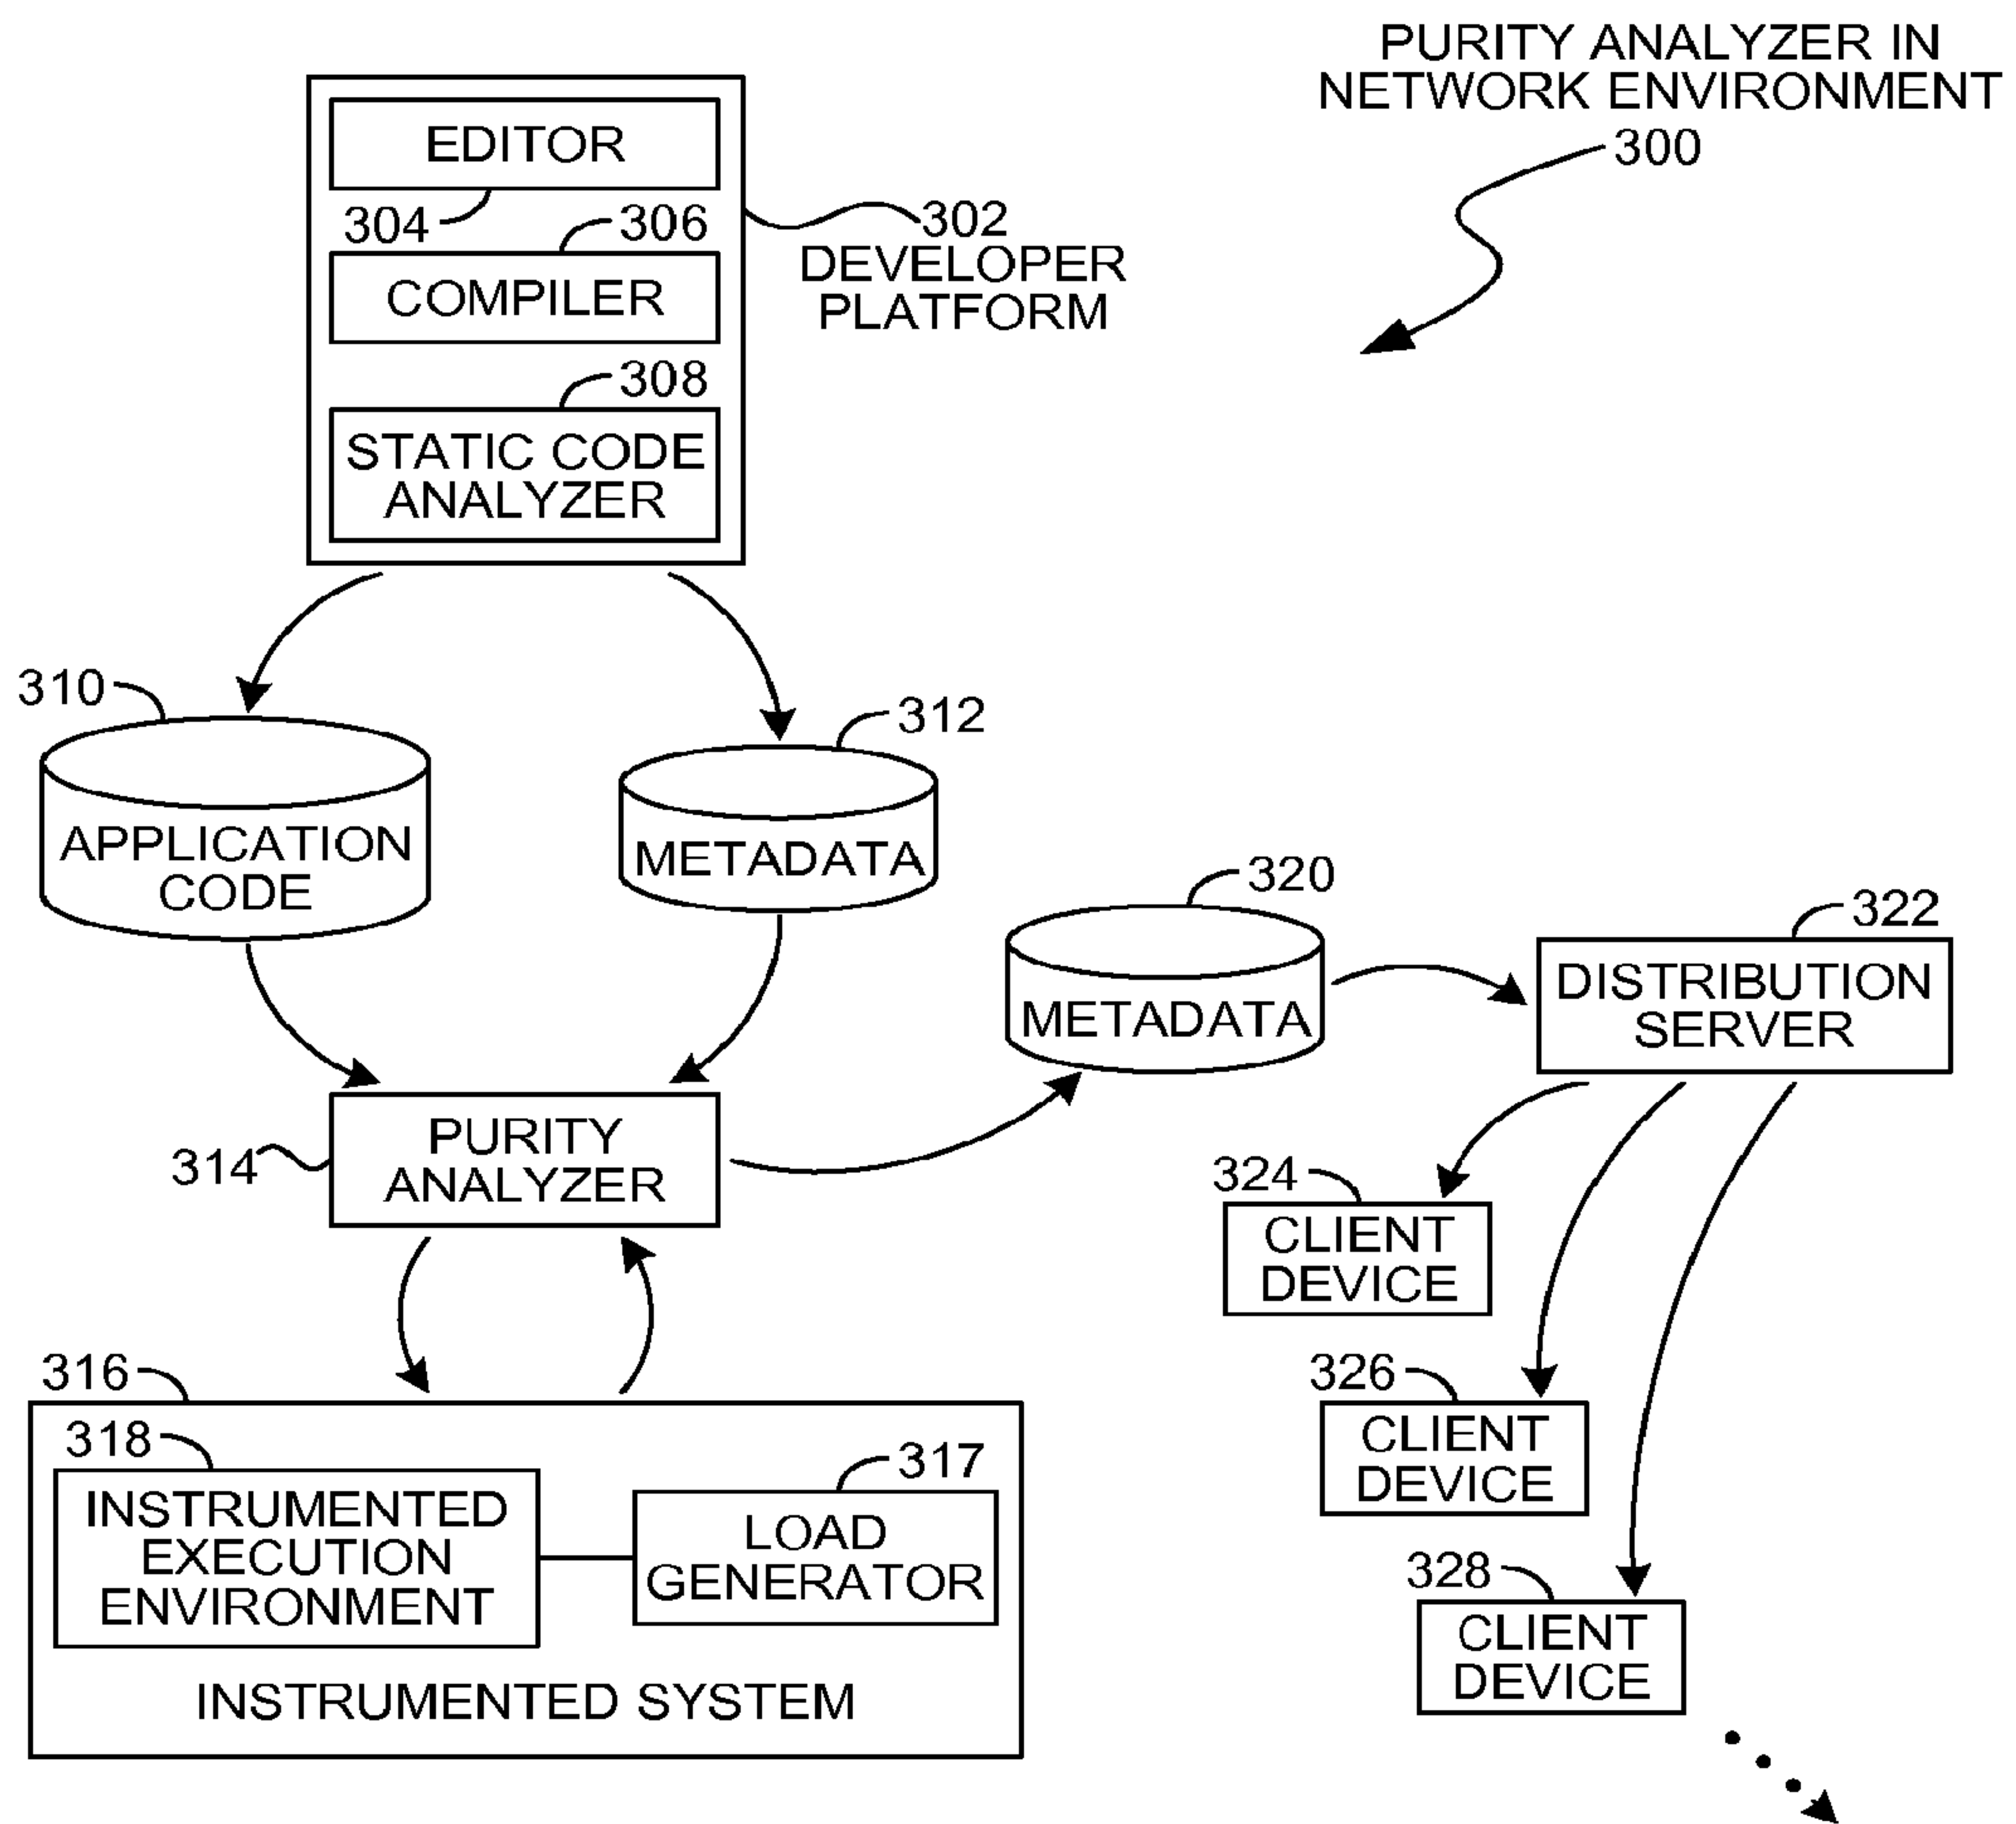 PURITY ANALYZER IN
NETWORK ENVIRONMENT
300
EDITOR
304
306
302
DEVELOPER
PLATFORM
COMPILER
308
STATIC CODE
ANALYZER
310
312
APPLICATION
CODE
METADATA
320
322
METADATA
DISTRIBUTION
SERVER
314
PURITY
ANALYZER
324
CLIENT
DEVICE
316
326
CLIENT
DEVICE
318
317
INSTRUMENTED
EXECUTION
ENVIRONMENT
LOAD
GENERATOR
328
CLIENT
DEVICE
INSTRUMENTED SYSTEM